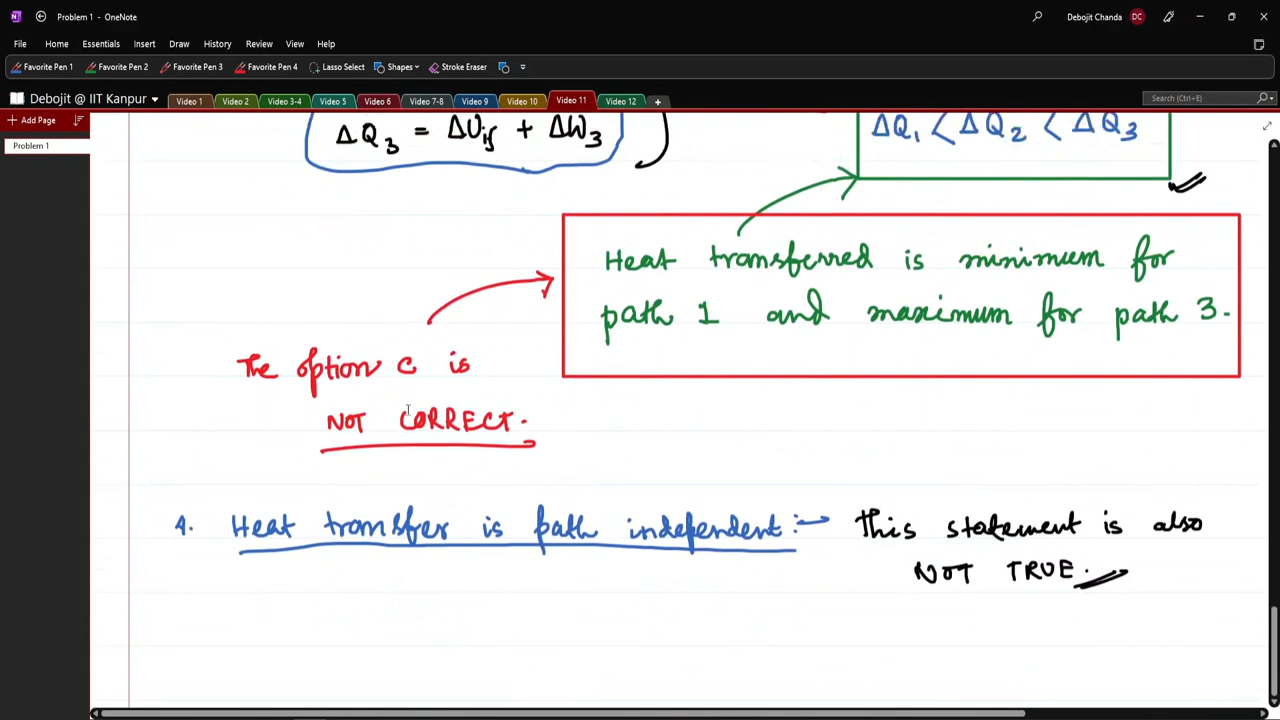 Problem 1 - OneNote
Debojit Chanda DC
File Home Essentials Insert Draw History Review View Help
Favorite Pen 1 Favorite Pen 2 Favorite Pen 3 Favorite Pen 4 Lasso Select Shapes Stroke Eraser
Debojit @ IIT Kanpur Video 1 Video 2 Video 3-4 Video 5 Video 6 Video 7-8 Video 9 Video 10 Video 11 Video 12 Search (Ctrl+E)
Add Page
Problem 1
ΔQ₃ = ΔUif + ΔW₃
ΔQ₁ < ΔQ₂ < ΔQ₃
Heat transferred is minimum for
path 1 and maximum for path 3.
The option c is
NOT CORRECT.
4. Heat transfer is path independent:- This statement is also
NOT TRUE.